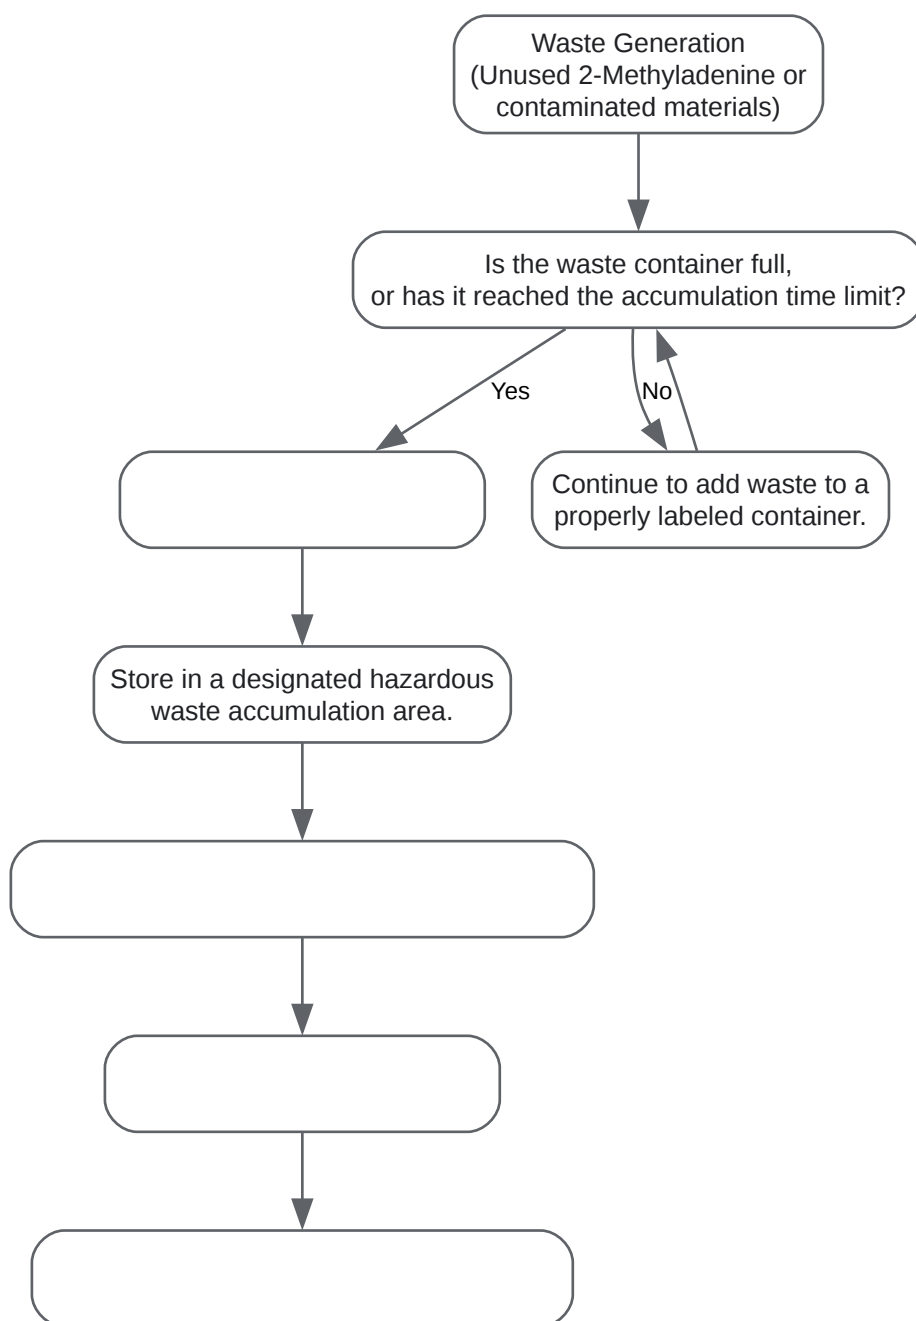 Waste Generation
(Unused 2-Methyladenine or
contaminated materials)
Is the waste container full,
or has it reached the accumulation time limit?
Yes
No
Continue to add waste to a
properly labeled container.
Store in a designated hazardous
waste accumulation area.